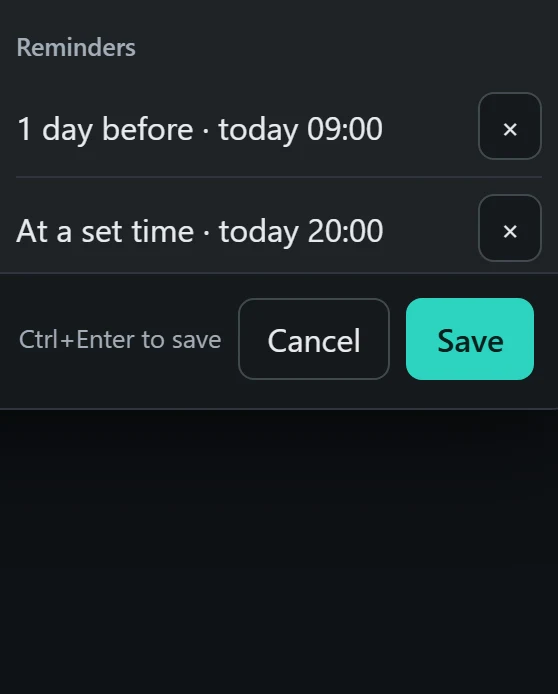 Reminders
1 day before · today 09:00 ×
At a set time · today 20:00 ×
Ctrl+Enter to save Cancel Save